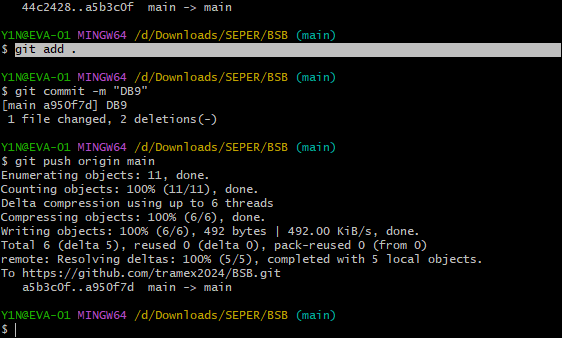 44c2428..a5b3c0f  main -> main
Y1N@EVA-01 MINGW64 /d/Downloads/SEPER/BSB (main)
$ git add .
Y1N@EVA-01 MINGW64 /d/Downloads/SEPER/BSB (main)
$ git commit -m "DB9"
[main a950f7d] DB9
 1 file changed, 2 deletions(-)
Y1N@EVA-01 MINGW64 /d/Downloads/SEPER/BSB (main)
$ git push origin main
Enumerating objects: 11, done.
Counting objects: 100% (11/11), done.
Delta compression using up to 6 threads
Compressing objects: 100% (6/6), done.
Writing objects: 100% (6/6), 492 bytes | 492.00 KiB/s, done.
Total 6 (delta 5), reused 0 (delta 0), pack-reused 0 (from 0)
remote: Resolving deltas: 100% (5/5), completed with 5 local objects.
To https://github.com/tramex2024/BSB.git
   a5b3c0f..a950f7d  main -> main
Y1N@EVA-01 MINGW64 /d/Downloads/SEPER/BSB (main)
$